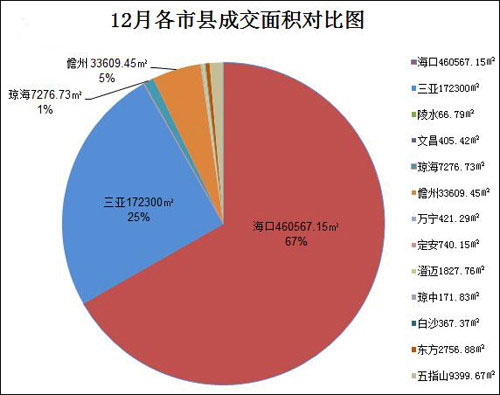 12月各市县成交面积对比图
儋州 33609.45㎡
5%
琼海7276.73㎡
1%
三亚172300㎡
25%
海口460567.15㎡
67%
海口460567.15㎡
三亚172300㎡
陵水66.79㎡
文昌405.42㎡
琼海7276.73㎡
儋州33609.45㎡
万宁421.29㎡
定安740.15㎡
澄迈1827.76㎡
琼中171.83㎡
白沙367.37㎡
东方2756.88㎡
五指山9399.67㎡